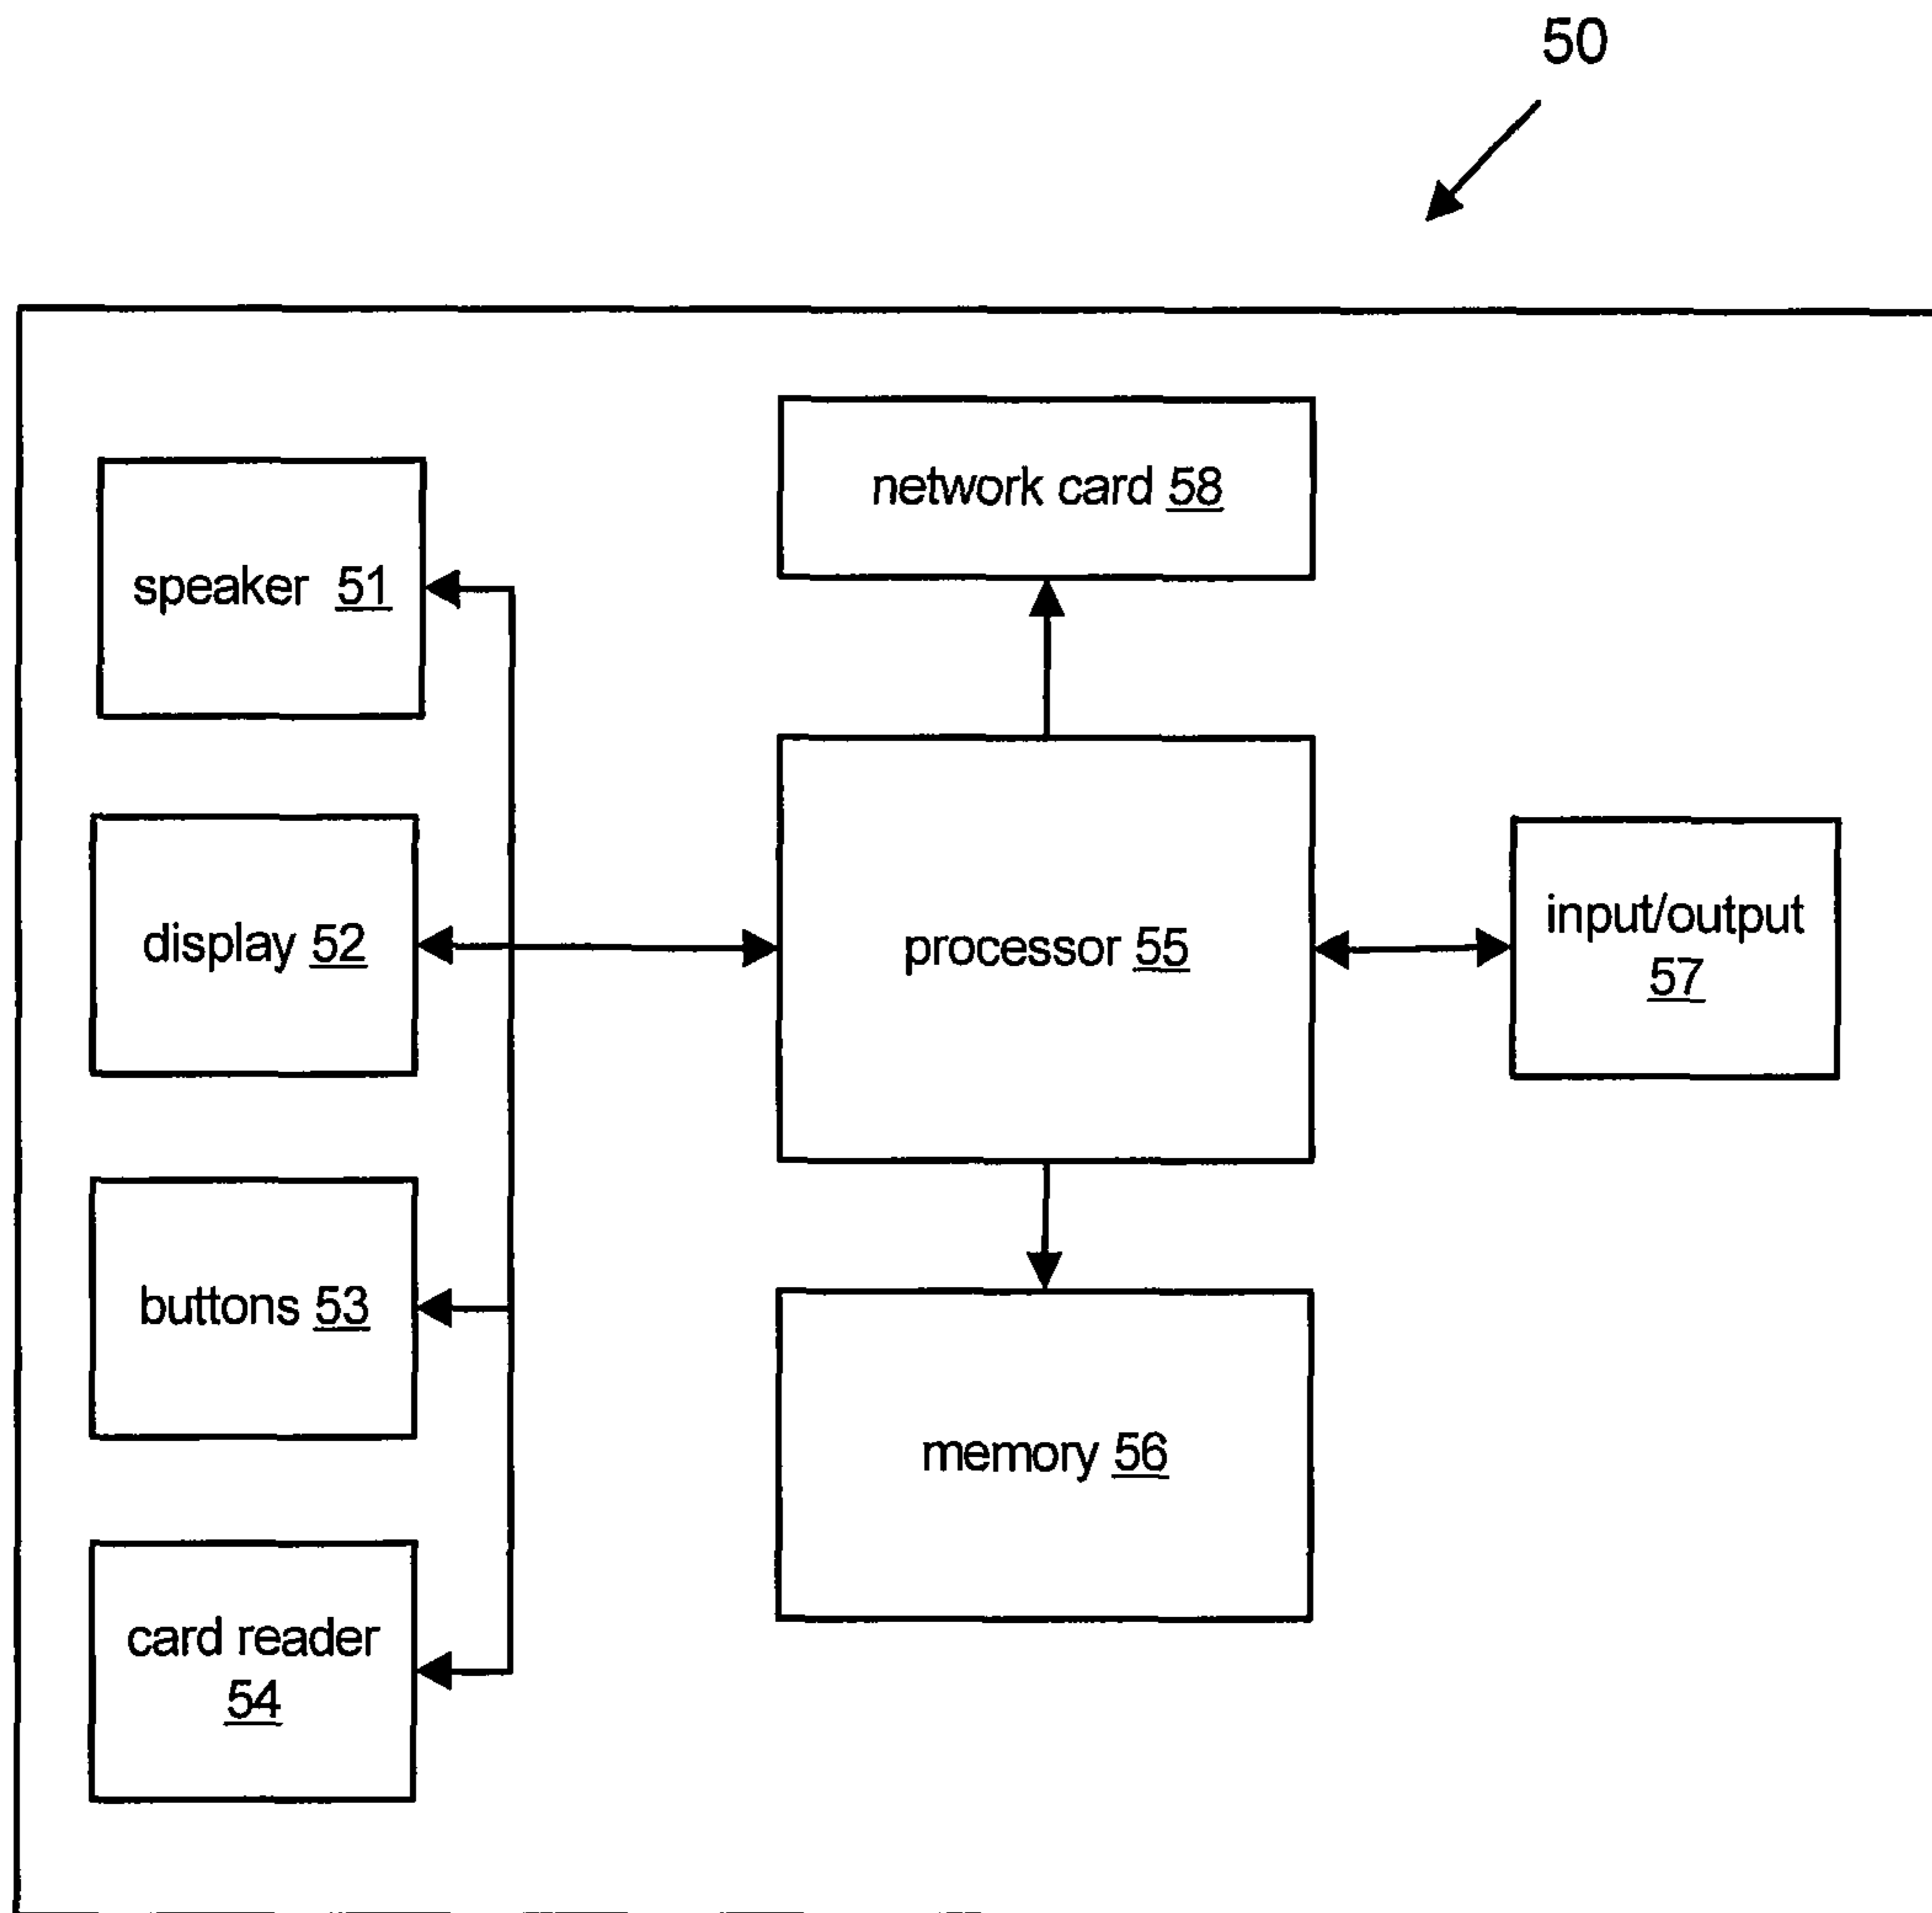 50
network card 58
speaker 51
display 52
processor 55
input/output
57
buttons 53
memory 56
card reader
54